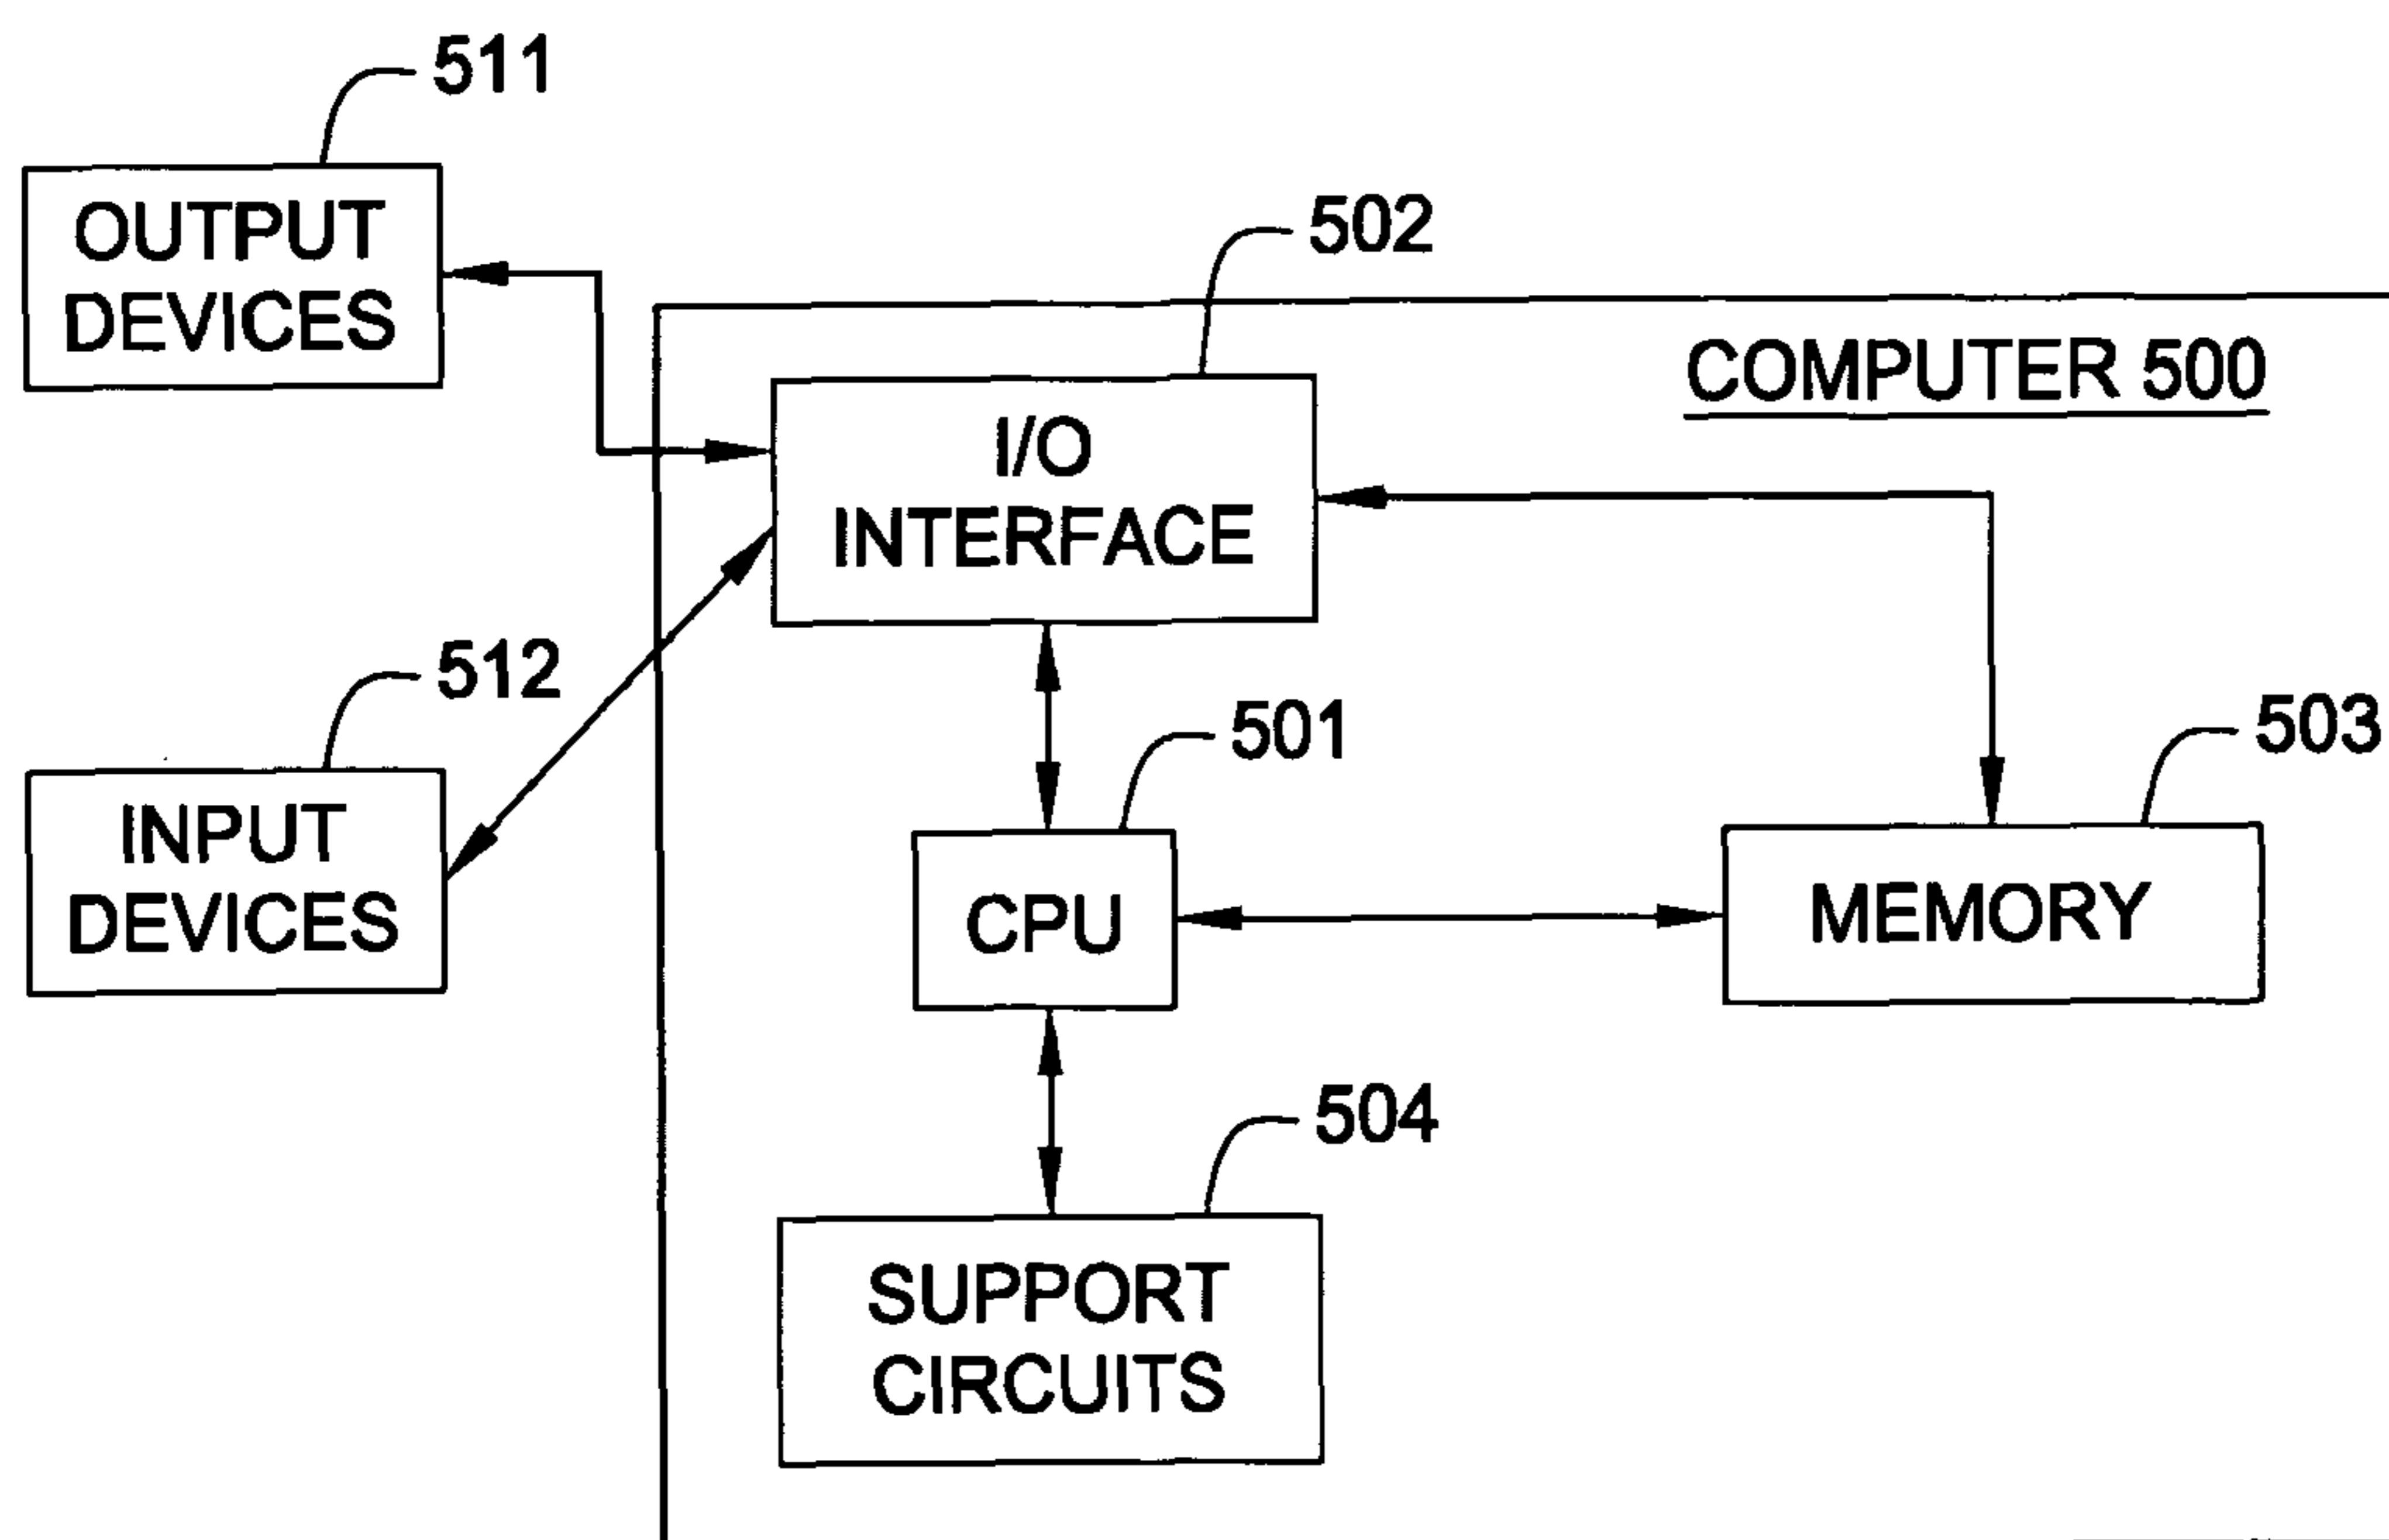 511
OUTPUT
DEVICES
502
COMPUTER 500
I/O
INTERFACE
512
INPUT
DEVICES
501
CPU
503
MEMORY
504
SUPPORT
CIRCUITS